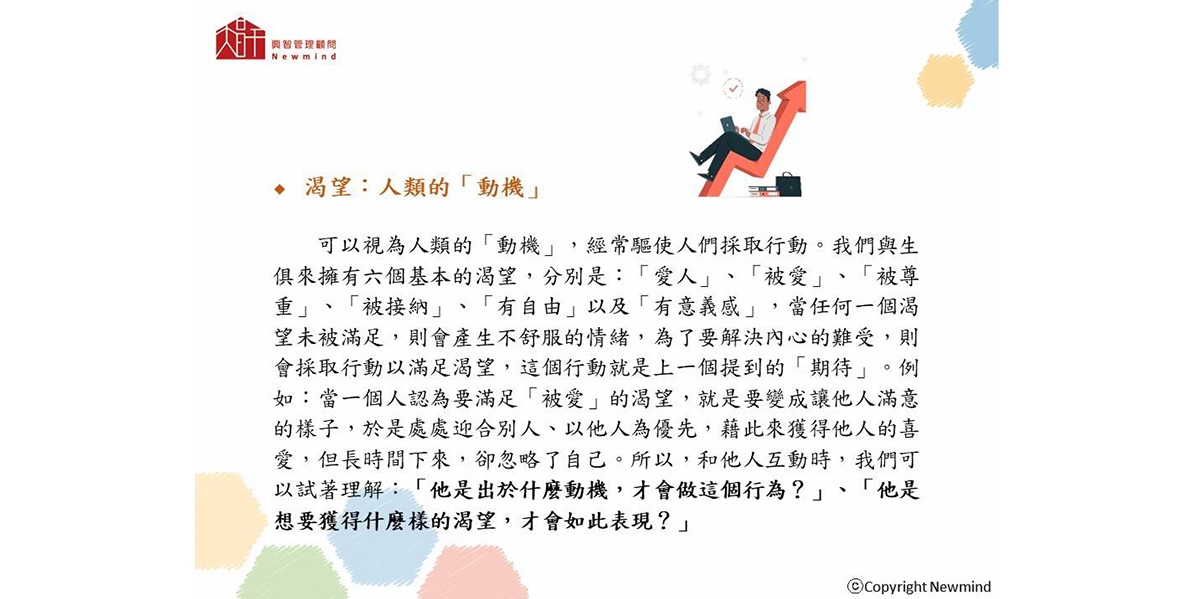 興智管理顧問
Newmind
◆ 渴望：人類的「動機」
可以視為人類的「動機」，經常驅使人們採取行動。我們與生
俱來擁有六個基本的渴望，分別是：「愛人」、「被愛」、「被尊
重」、「被接納」、「有自由」以及「有意義感」，當任何一個渴
望未被滿足，則會產生不舒服的情緒，為了要解決內心的難受，則
會採取行動以滿足渴望，這個行動就是上一個提到的「期待」。例
如：當一個人認為要滿足「被愛」的渴望，就是要變成讓他人滿意
的樣子，於是處處迎合別人、以他人為優先，藉此來獲得他人的喜
愛，但長時間下來，卻忽略了自己。所以，和他人互動時，我們可
以試著理解：「他是出於什麼動機，才會做這個行為？」、「他是
想要獲得什麼樣的渴望，才會如此表現？」
ⓒCopyright Newmind